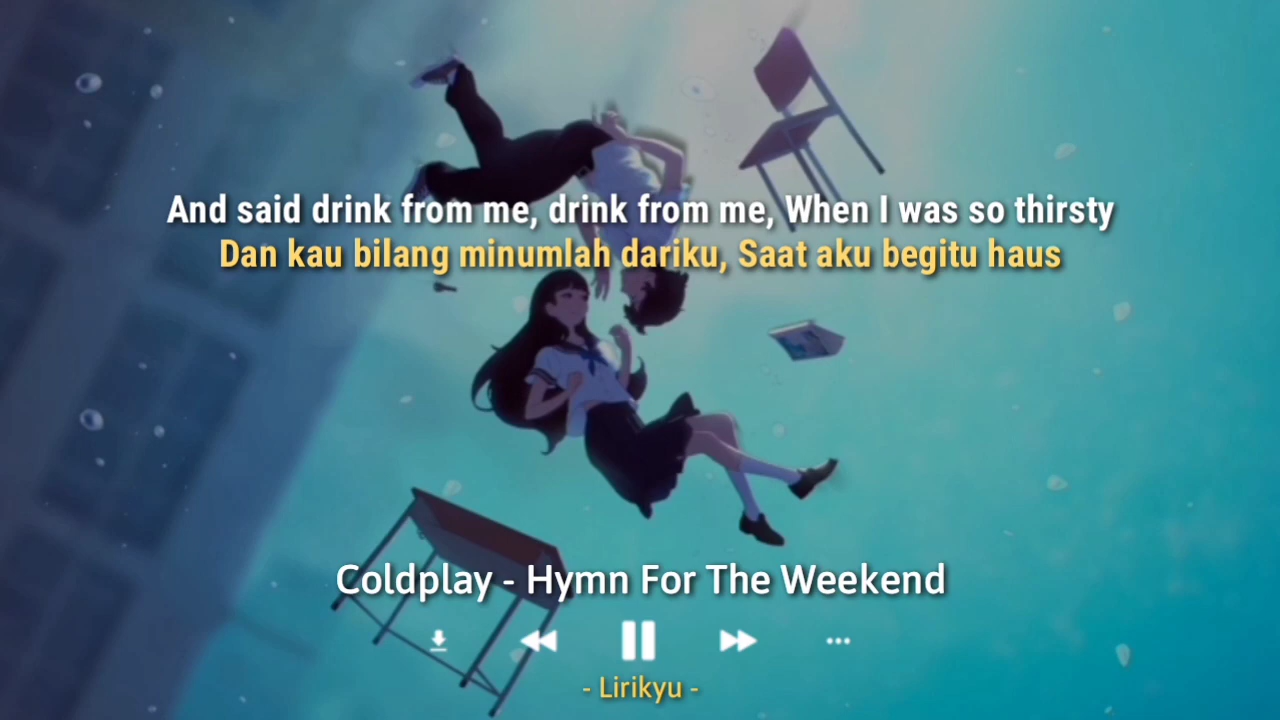 And said drink from me, drink from me, When I was so thirsty
Dan kau bilang minumlah dariku, Saat aku begitu haus
Coldplay - Hymn For The Weekend
- Lirikyu -